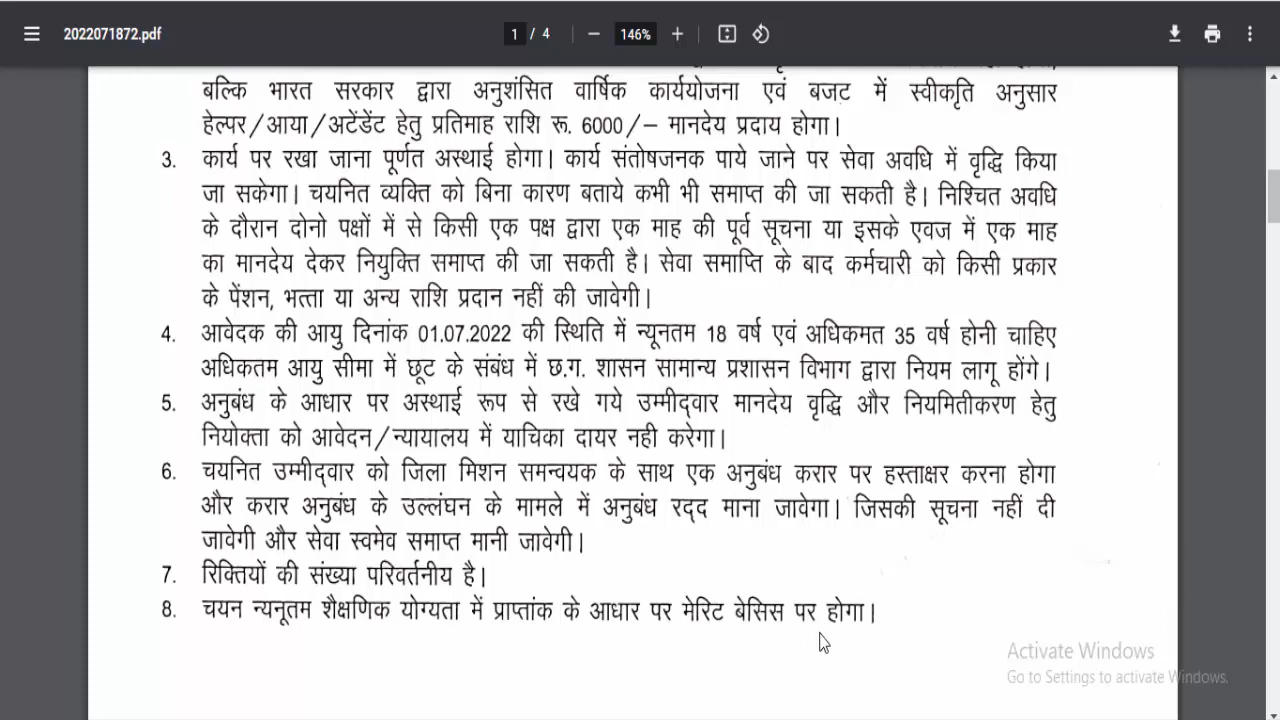 2022071872.pdf
1 / 4
146%
बल्कि भारत सरकार द्वारा अनुशंसित वार्षिक कार्ययोजना एवं बजट में स्वीकृति अनुसार
हेल्पर/आया/अटेंडेंट हेतु प्रतिमाह राशि रू. 6000/– मानदेय प्रदाय होगा।
3. कार्य पर रखा जाना पूर्णत अस्थाई होगा। कार्य संतोषजनक पाये जाने पर सेवा अवधि में वृद्धि किया
जा सकेगा। चयनित व्यक्ति को बिना कारण बताये कभी भी समाप्त की जा सकती है। निश्चित अवधि
के दौरान दोनो पक्षों में से किसी एक पक्ष द्वारा एक माह की पूर्व सूचना या इसके एवज में एक माह
का मानदेय देकर नियुक्ति समाप्त की जा सकती है। सेवा समाप्ति के बाद कर्मचारी को किसी प्रकार
के पेंशन, भत्ता या अन्य राशि प्रदान नहीं की जावेगी।
4. आवेदक की आयु दिनांक 01.07.2022 की स्थिति में न्यूनतम 18 वर्ष एवं अधिकमत 35 वर्ष होनी चाहिए
अधिकतम आयु सीमा में छूट के संबंध में छ.ग. शासन सामान्य प्रशासन विभाग द्वारा नियम लागू होंगे।
5. अनुबंध के आधार पर अस्थाई रूप से रखे गये उम्मीद्वार मानदेय वृद्धि और नियमितीकरण हेतु
नियोक्ता को आवेदन/न्यायालय में याचिका दायर नही करेगा।
6. चयनित उम्मीद्वार को जिला मिशन समन्वयक के साथ एक अनुबंध करार पर हस्ताक्षर करना होगा
और करार अनुबंध के उल्लंघन के मामले में अनुबंध रद्द माना जावेगा। जिसकी सूचना नहीं दी
जावेगी और सेवा स्वमेव समाप्त मानी जावेगी।
7. रिक्तियों की संख्या परिवर्तनीय है।
8. चयन न्यनूतम शैक्षणिक योग्यता में प्राप्तांक के आधार पर मेरिट बेसिस पर होगा।
Activate Windows
Go to Settings to activate Windows.